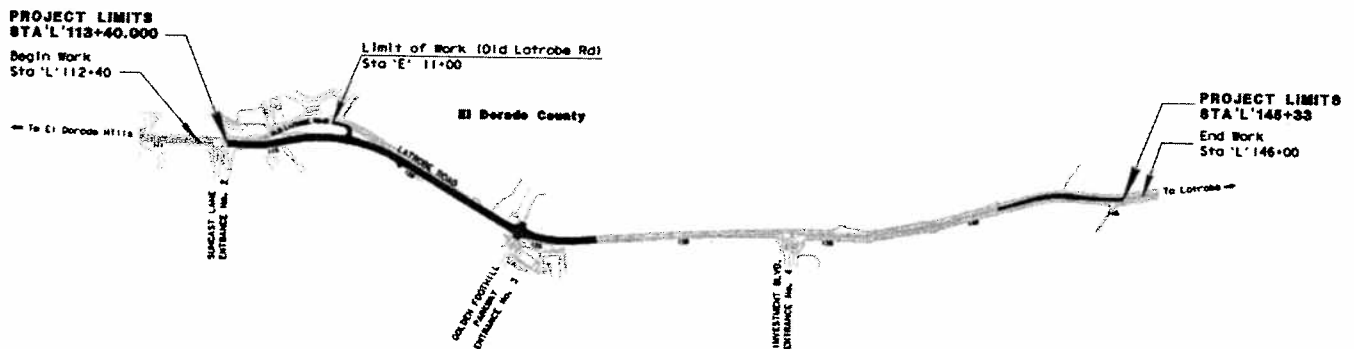 PROJECT LIMITS
STA'L'113+40.000
Begin Work
Sta 'L' 112+40
Limit of Work (Old Latrobe Rd)
Sta 'E' 11+00
El Dorado County
PROJECT LIMITS
STA'L'145+33
End Work
Sta 'L' 146+00
To El Dorado Hills
To Latrobe
LATROBE ROAD
SUNCAST LANE
ENTRANCE No. 2
GOLDEN FOOTHILL
PARKWAY
ENTRANCE No. 3
INVESTMENT BLVD.
ENTRANCE No. 4